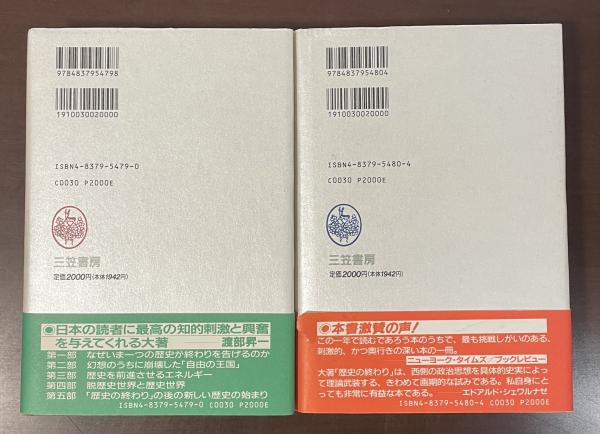 9784837954798
1910030020000
ISBN4-8379-5479-0
C0030 P2000E
三笠書房
定価2000円(本体1942円)
●日本の読者に最高の知的刺激と興奮
を与えてくれる大著 渡部昇一
第一部 なぜいま一つの歴史が終わりを告げるのか
第二部 幻想のうちに崩壊した「自由の王国」
第三部 歴史を前進させるエネルギー
第四部 脱歴史世界と歴史世界
第五部 「歴史の終わり」の後の新しい歴史の始まり
ISBN4-8379-5479-0 C0030 P2000E
9784837954804
1910030020000
ISBN4-8379-5480-4
C0030 P2000E
三笠書房
定価2000円(本体1942円)
●本書激賛の声!
この一年で読むであろう本のうちで、最も挑戦しがいのある、
刺激的、かつ奥行きの深い本の一冊。
ニューヨーク・タイムズ/ブックレビュー
大著『歴史の終わり』は、西側の政治思想を具体的史実によっ
て理論武装する、きわめて画期的な試みである。私自身にと
っても非常に有益な本である。 ―エドアルド・シェワルナゼ
ISBN4-8379-5480-4 C0030 P2000E